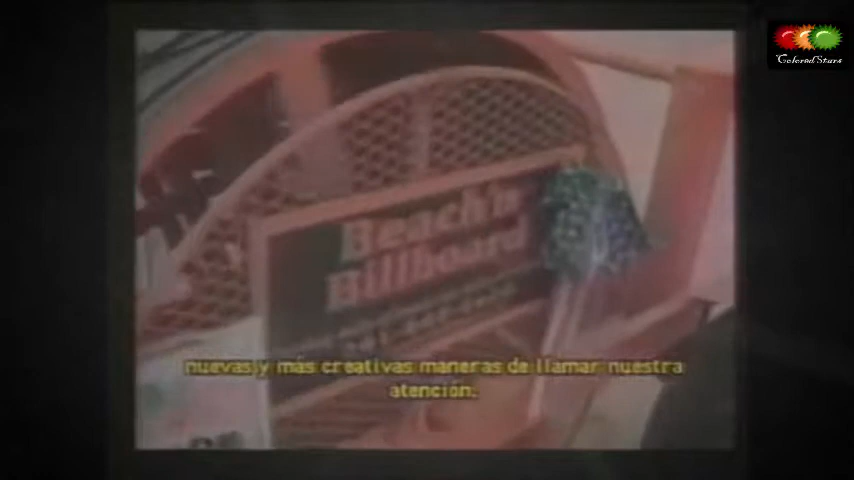 Colored Stars
Beach'n
Billboard
nuevas y más creativas maneras de llamar nuestra
atención.